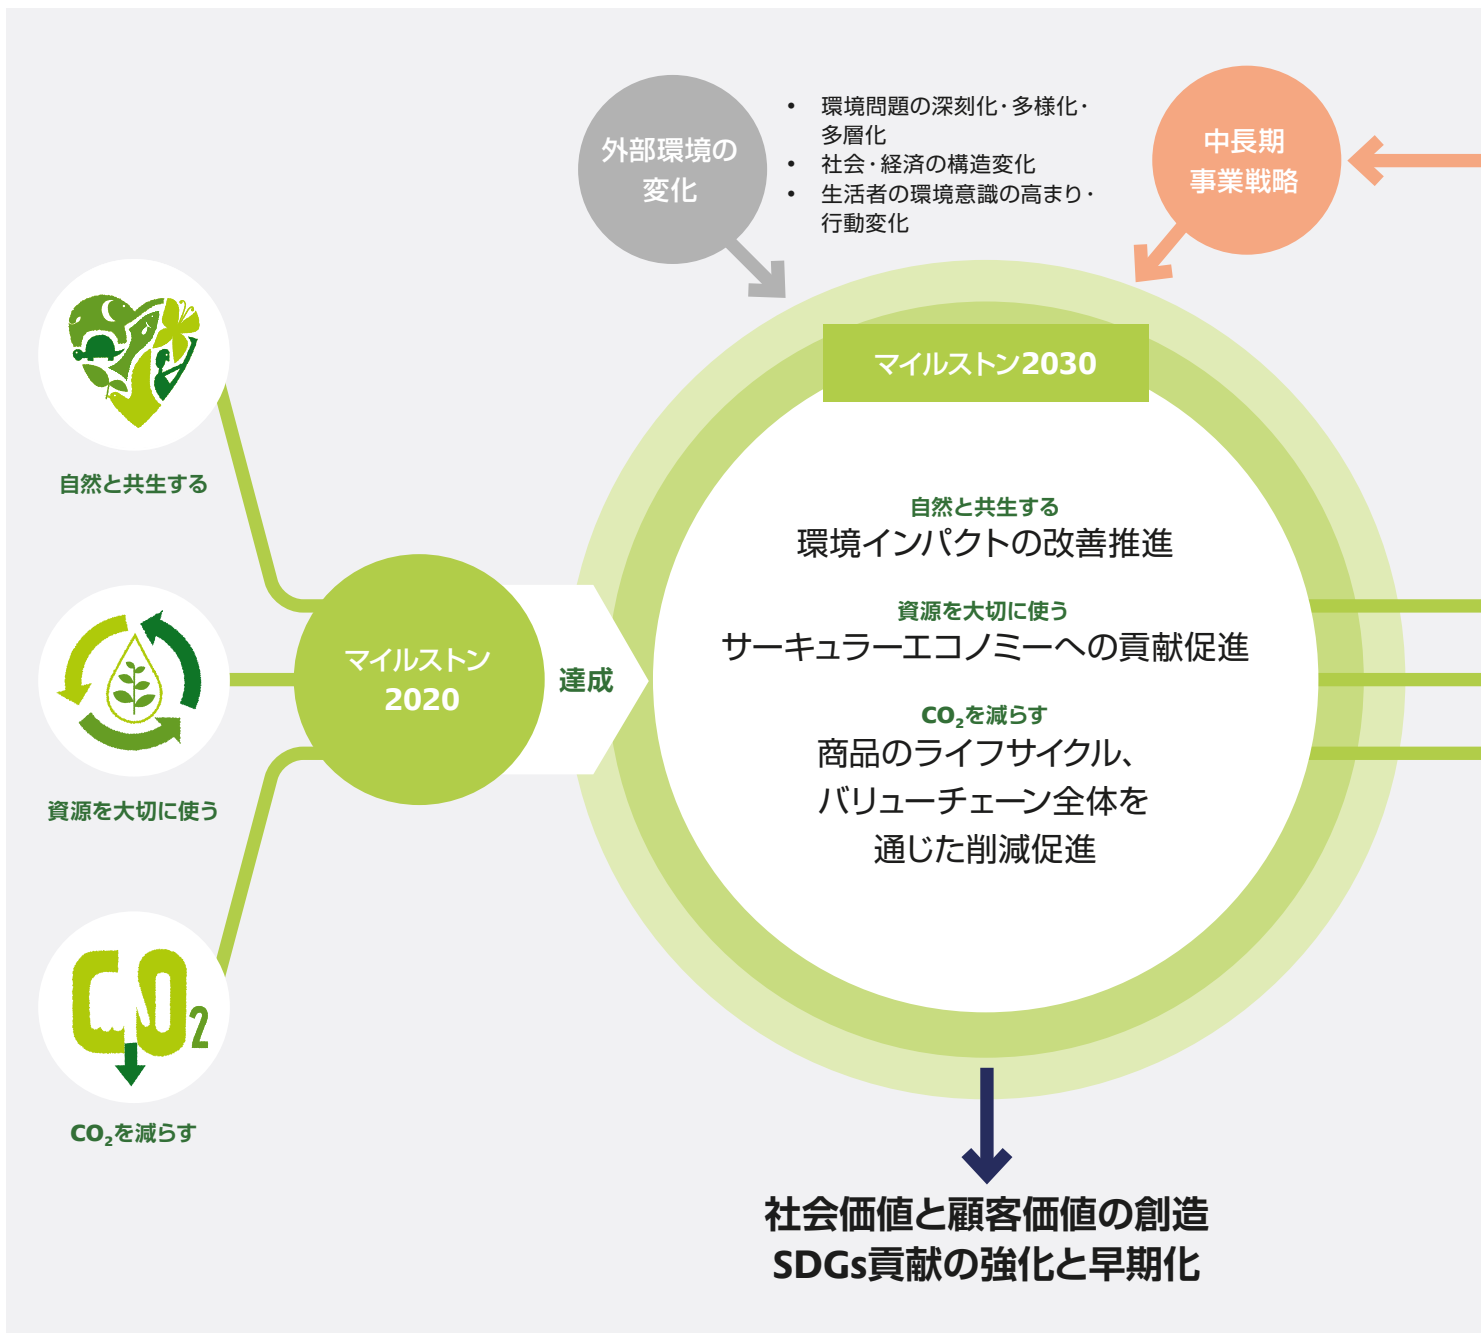 外部環境の
変化
• 環境問題の深刻化・多様化・
多層化
• 社会・経済の構造変化
• 生活者の環境意識の高まり・
行動変化
中長期
事業戦略
自然と共生する
資源を大切に使う
CO₂
CO₂を減らす
マイルストン
2020
達成
マイルストン2030
自然と共生する
環境インパクトの改善推進
資源を大切に使う
サーキュラーエコノミーへの貢献促進
CO₂を減らす
商品のライフサイクル、
バリューチェーン全体を
通じた削減促進
社会価値と顧客価値の創造
SDGs貢献の強化と早期化